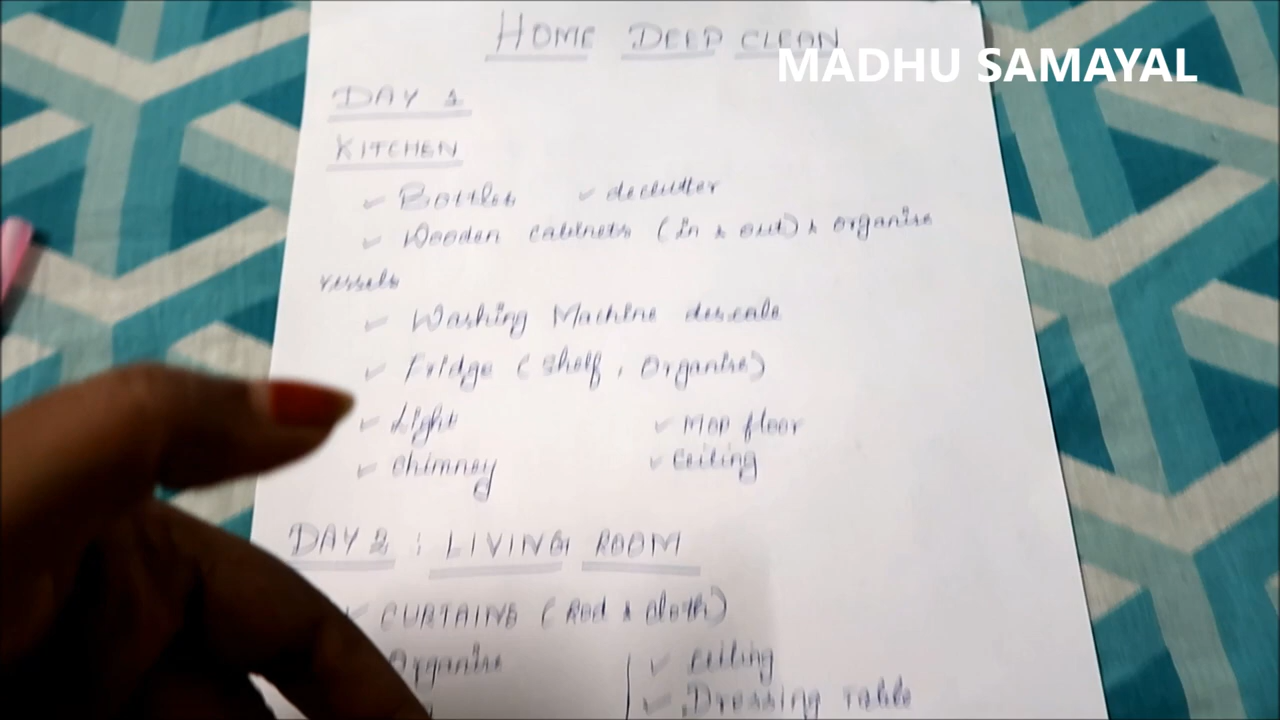 HOME DEEP CLEAN
MADHU SAMAYAL
DAY 1
KITCHEN
✓ Bottles ✓ declutter
✓ Wooden cabinets (in & out) & organise
vessels
✓ Washing Machine descale
✓ Fridge (shelf, organise)
✓ Light ✓ Mop floor
✓ chimney ✓ ceiling
DAY 2 : LIVING ROOM
✓ CURTAINS (Rod & cloth)
Organise ✓ ceiling
✓ Dressing Table